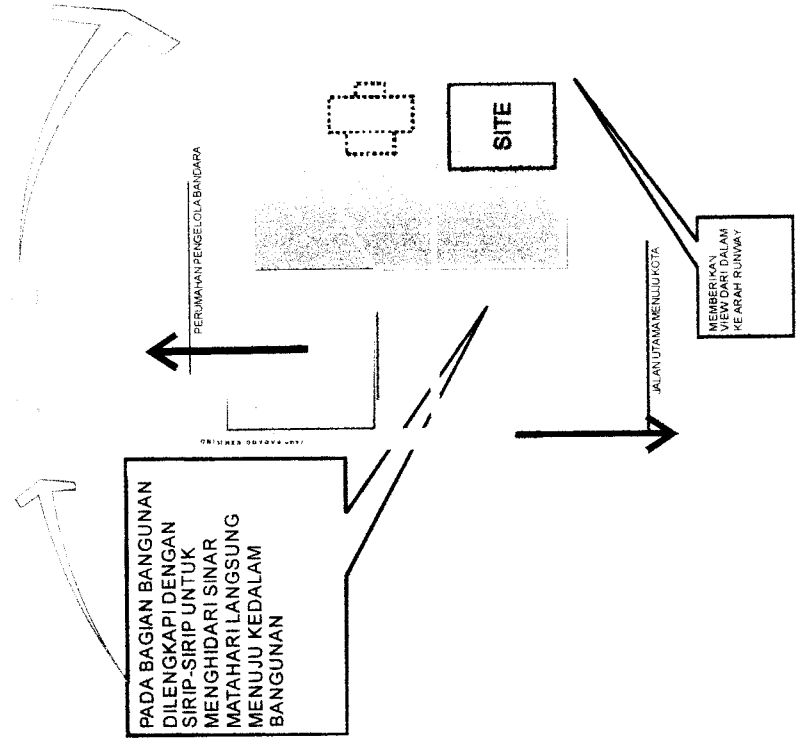 PERUMAHAN PENGELOLA BANDARA
SITE
PADA BAGIAN BANGUNAN
DILENGKAPI DENGAN
SIRIP-SIRIP UNTUK
MENGHIDARI SINAR
MATAHARI LANGSUNG
MENUJU KEDALAM
BANGUNAN
JALAN UTAMA MENUJU KOTA
MEMBERIKAN
VIEW DARI DALAM
KE ARAH RUNWAY